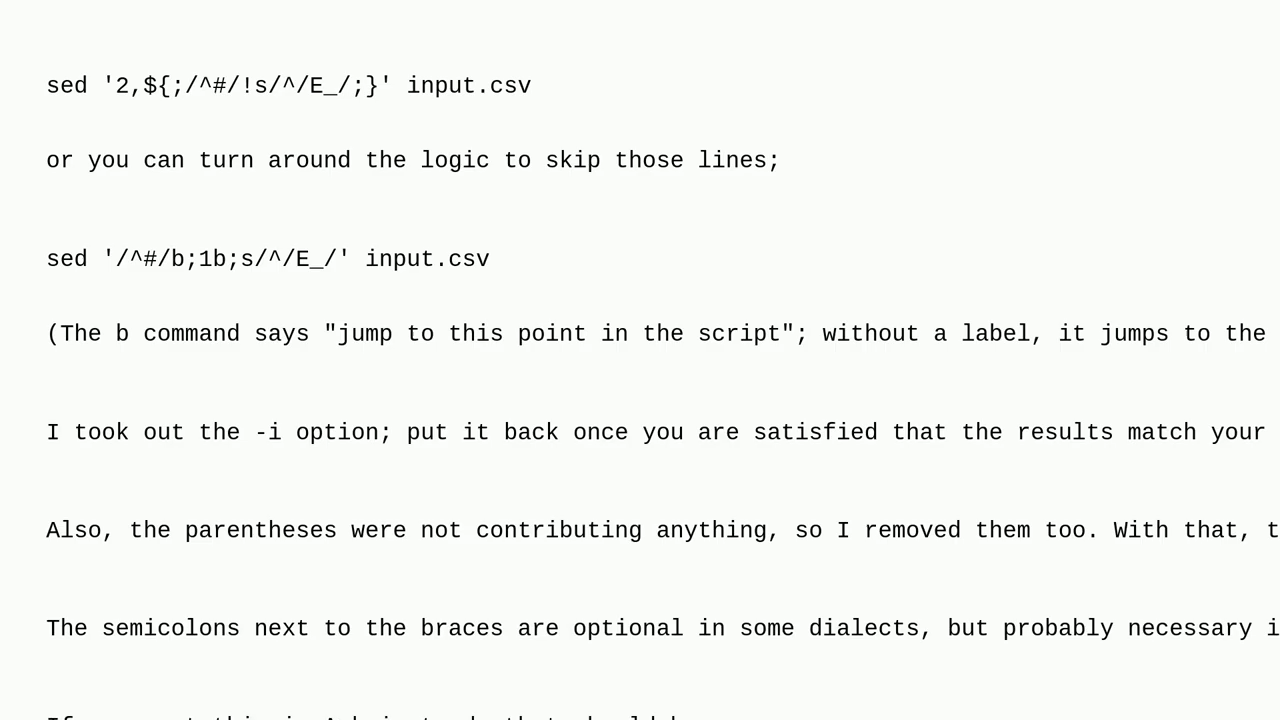 sed '2,${;/^#/!s/^/E_/;}' input.csv
or you can turn around the logic to skip those lines;
sed '/^#/b;1b;s/^/E_/' input.csv
(The b command says "jump to this point in the script"; without a label, it jumps to the
I took out the -i option; put it back once you are satisfied that the results match your
Also, the parentheses were not contributing anything, so I removed them too. With that,
The semicolons next to the braces are optional in some dialects, but probably necessary